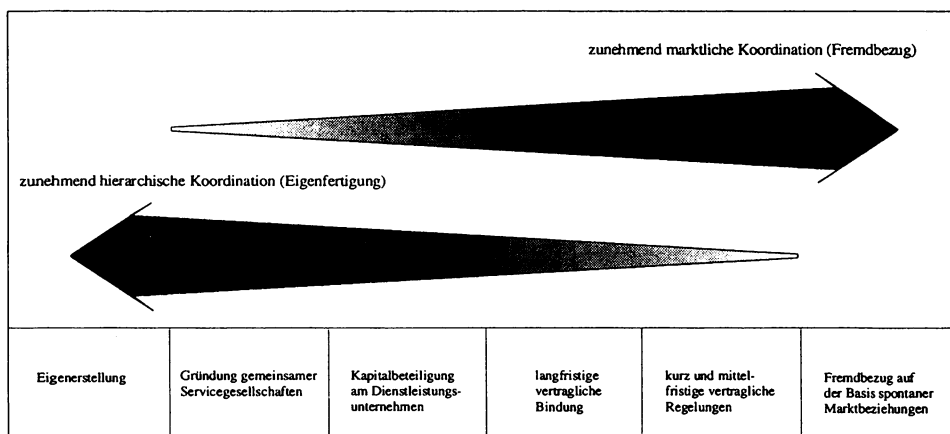 zunehmend marktliche Koordination (Fremdbezug)
zunehmend hierarchische Koordination (Eigenfertigung)
Eigenerstellung
Gründung gemeinsamer
Servicegesellschaften
Kapitalbeteiligung
am Dienstleistungs-
unternehmen
langfristige
vertragliche
Bindung
kurz und mittel-
fristige vertragliche
Regelungen
Fremdbezug auf
der Basis spontaner
Marktbeziehungen